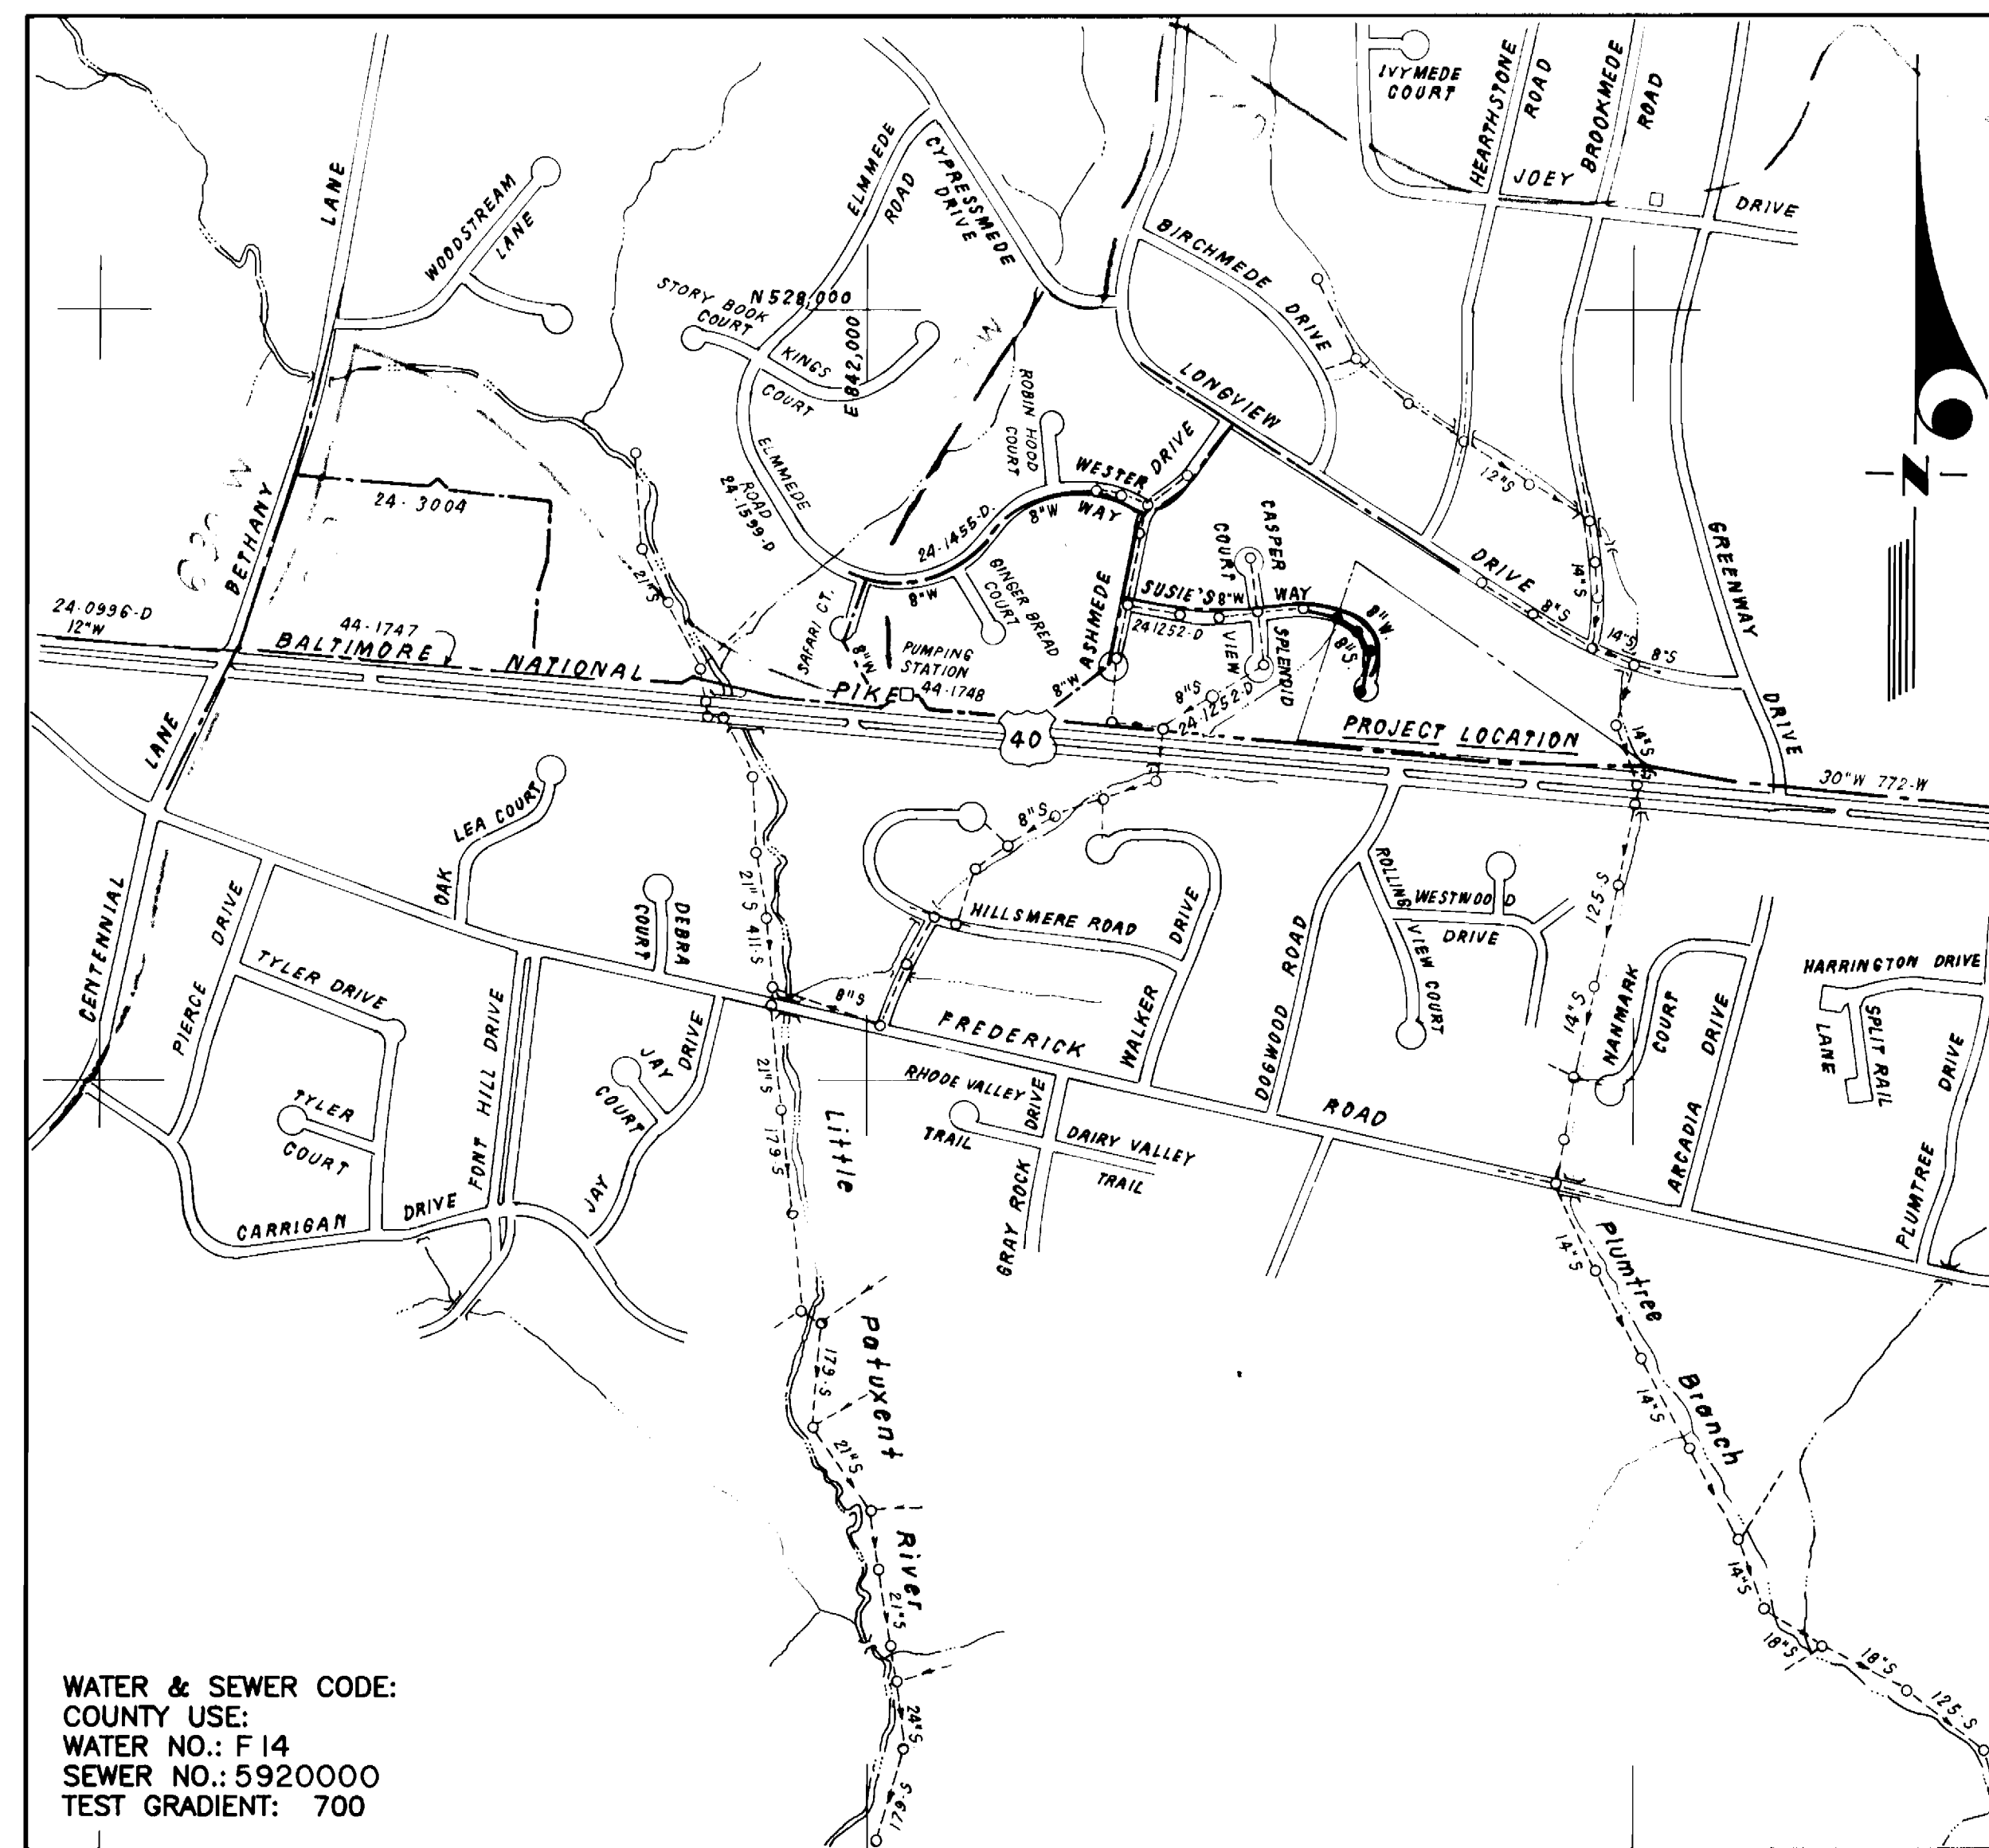 IVYMEDE
COURT
HEARTHSTONE
ROAD
BROOKMEDE
ROAD
JOEY
DRIVE
ELMMEDE
ROAD
CYPRESSMEDE
DRIVE
BIRCHMEDE DRIVE
LANE
WOODSTREAM
LANE
STORY BOOK
COURT
N 528,000
E 842,000
KINGS
COURT
ROBIN HOOD
COURT
LONGVIEW
DRIVE
WESTER
WAY
DRIVE
ELMMEDE
ROAD
24-1599-D
24-1455-D
8"W
8"W
12"S
14"S
GREENWAY
DRIVE
24-3004
BETHANY
LANE
21"S
24-0996-D
12"W
44-1747
BALTIMORE NATIONAL PIKE
SAFARI CT.
8"W
GINGER BREAD
COURT
PUMPING
STATION
44-1748
8"W
ASHMEDE
CASPER
COURT
SUSIE'S 8"W WAY
241252-D
VIEW
SPLENDID
8"W
8"S
8"S
24-1252-D
8"S
14"S
8"S
14"S
40
PROJECT LOCATION
30"W 772-W
CENTENNIAL
PIERCE DRIVE
OAK LEA COURT
DEBRA
COURT
21"S 411-S
8"S
8"S
HILLSMERE ROAD
WALKER DRIVE
DOGWOOD ROAD
ROLLING
VIEW COURT
WESTWOOD
DRIVE
125-S
14"S
NANMARK
COURT
ARCADIA DRIVE
HARRINGTON DRIVE
SPLIT RAIL
LANE
PLUMTREE DRIVE
TYLER DRIVE
TYLER
COURT
FONT HILL DRIVE
JAY
COURT
JAY DRIVE
CARRIGAN DRIVE
FREDERICK ROAD
RHODE VALLEY
TRAIL
DRIVE
GRAY ROCK
DAIRY VALLEY
TRAIL
21"S
179-S
Little Patuxent River
179-S
21"S
21"S
24"S
179-S
14"S
Plumtree Branch
14"S
14"S
18"S
18"S
125-S
WATER & SEWER CODE:
COUNTY USE:
WATER NO.: F14
SEWER NO.: 5920000
TEST GRADIENT: 700